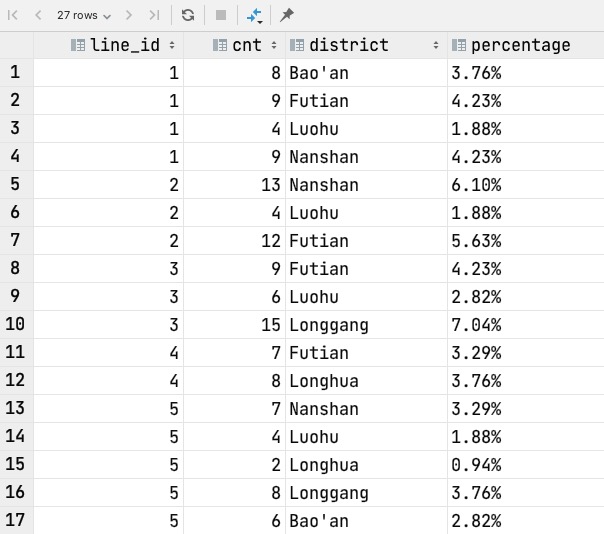 27 rows
line_id cnt district percentage
1 1 8 Bao'an 3.76%
2 1 9 Futian 4.23%
3 1 4 Luohu 1.88%
4 1 9 Nanshan 4.23%
5 2 13 Nanshan 6.10%
6 2 4 Luohu 1.88%
7 2 12 Futian 5.63%
8 3 9 Futian 4.23%
9 3 6 Luohu 2.82%
10 3 15 Longgang 7.04%
11 4 7 Futian 3.29%
12 4 8 Longhua 3.76%
13 5 7 Nanshan 3.29%
14 5 4 Luohu 1.88%
15 5 2 Longhua 0.94%
16 5 8 Longgang 3.76%
17 5 6 Bao'an 2.82%